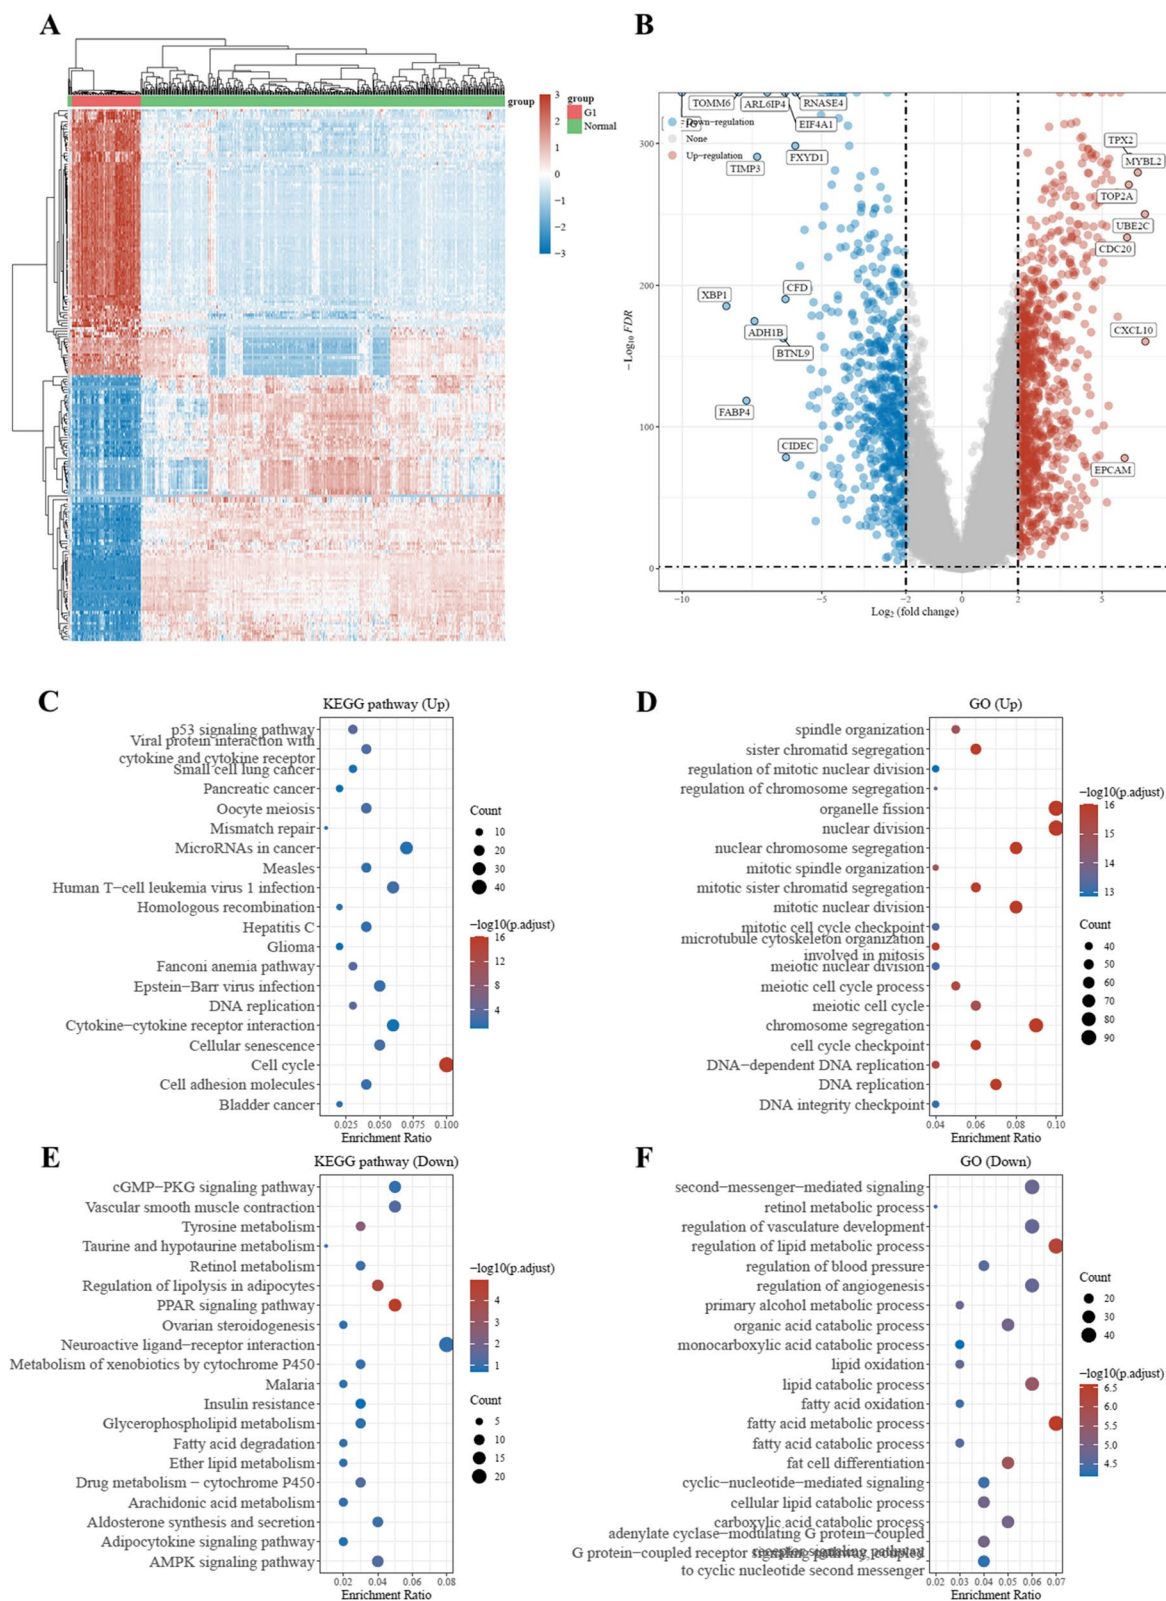 A
group
3
2
1
0
−1
−2
−3
group
G1
Normal
B
TOMM6
ARL6IP4
RNASE4
EIF4A1
Down−regulation
None
Up−regulation
FXYD1
TIMP3
TPX2
MYBL2
TOP2A
UBE2C
CDC20
XBP1
CFD
ADH1B
BTNL9
CXCL10
FABP4
CIDEC
EPCAM
300
200
100
0
−Log10 FDR
−10
−5
−2
0
2
5
Log2 (fold change)
C
KEGG pathway (Up)
p53 signaling pathway
Viral protein interaction with
cytokine and cytokine receptor
Small cell lung cancer
Pancreatic cancer
Oocyte meiosis
Mismatch repair
MicroRNAs in cancer
Measles
Human T−cell leukemia virus 1 infection
Homologous recombination
Hepatitis C
Glioma
Fanconi anemia pathway
Epstein−Barr virus infection
DNA replication
Cytokine−cytokine receptor interaction
Cellular senescence
Cell cycle
Cell adhesion molecules
Bladder cancer
0.025 0.050 0.075 0.100
Enrichment Ratio
Count
10
20
30
40
−log10(p.adjust)
16
12
8
4
D
GO (Up)
spindle organization
sister chromatid segregation
regulation of mitotic nuclear division
regulation of chromosome segregation
organelle fission
nuclear division
nuclear chromosome segregation
mitotic spindle organization
mitotic sister chromatid segregation
mitotic nuclear division
mitotic cell cycle checkpoint
microtubule cytoskeleton organization
involved in mitosis
meiotic nuclear division
meiotic cell cycle process
meiotic cell cycle
chromosome segregation
cell cycle checkpoint
DNA−dependent DNA replication
DNA replication
DNA integrity checkpoint
0.04 0.06 0.08 0.10
Enrichment Ratio
−log10(p.adjust)
16
15
14
13
Count
40
50
60
70
80
90
E
KEGG pathway (Down)
cGMP−PKG signaling pathway
Vascular smooth muscle contraction
Tyrosine metabolism
Taurine and hypotaurine metabolism
Retinol metabolism
Regulation of lipolysis in adipocytes
PPAR signaling pathway
Ovarian steroidogenesis
Neuroactive ligand−receptor interaction
Metabolism of xenobiotics by cytochrome P450
Malaria
Insulin resistance
Glycerophospholipid metabolism
Fatty acid degradation
Ether lipid metabolism
Drug metabolism − cytochrome P450
Arachidonic acid metabolism
Aldosterone synthesis and secretion
Adipocytokine signaling pathway
AMPK signaling pathway
0.02 0.04 0.06 0.08
Enrichment Ratio
−log10(p.adjust)
4
3
2
1
Count
5
10
15
20
F
GO (Down)
second−messenger−mediated signaling
retinol metabolic process
regulation of vasculature development
regulation of lipid metabolic process
regulation of blood pressure
regulation of angiogenesis
primary alcohol metabolic process
organic acid catabolic process
monocarboxylic acid catabolic process
lipid oxidation
lipid catabolic process
fatty acid oxidation
fatty acid metabolic process
fatty acid catabolic process
fat cell differentiation
cyclic−nucleotide−mediated signaling
cellular lipid catabolic process
carboxylic acid catabolic process
adenylate cyclase−modulating G protein−coupled
receptor signaling pathway
G protein−coupled receptor signaling pathway, coupled
to cyclic nucleotide second messenger
0.02 0.03 0.04 0.05 0.06 0.07
Enrichment Ratio
Count
20
30
40
−log10(p.adjust)
6.5
6.0
5.5
5.0
4.5